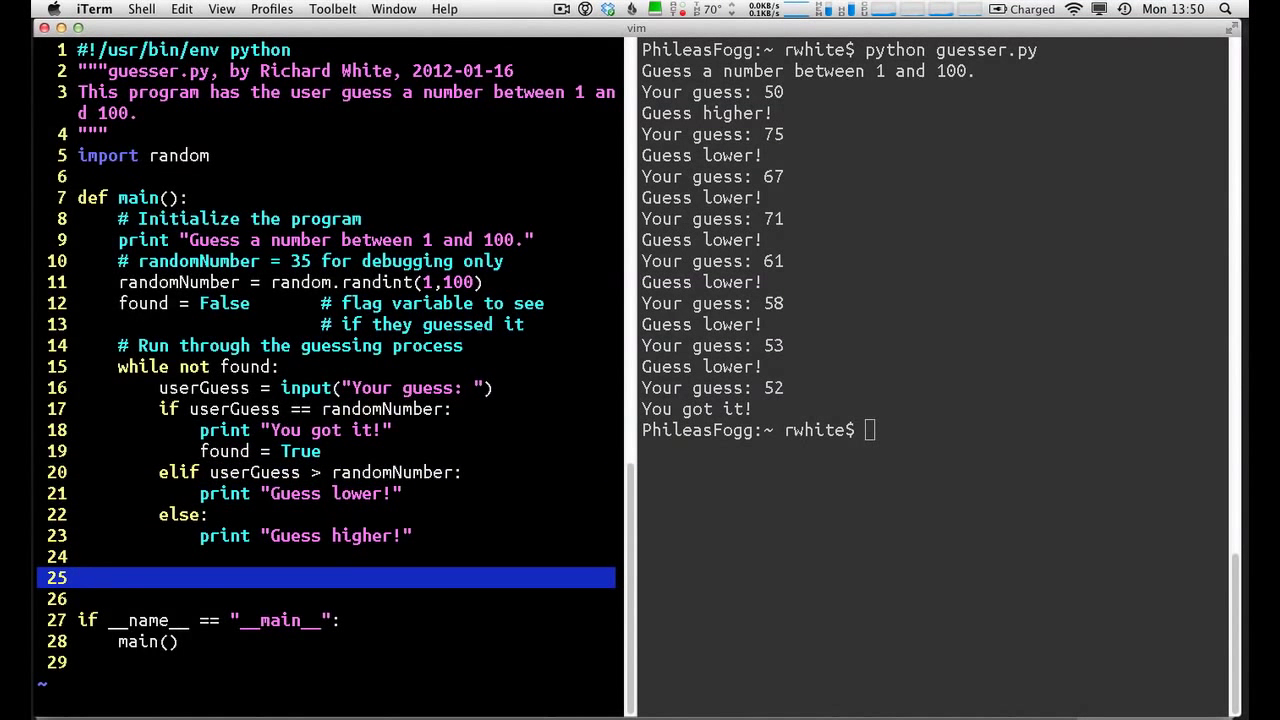 iTerm Shell Edit View Profiles Toolbelt Window Help 70° 0.0KB/s 0.0KB/s Charged Mon 13:50
vim
1 #!/usr/bin/env python
2 """guesser.py, by Richard White, 2012-01-16
3 This program has the user guess a number between 1 an
d 100.
4 """
5 import random
6
7 def main():
8 # Initialize the program
9 print "Guess a number between 1 and 100."
10 # randomNumber = 35 for debugging only
11 randomNumber = random.randint(1,100)
12 found = False # flag variable to see
13 # if they guessed it
14 # Run through the guessing process
15 while not found:
16 userGuess = input("Your guess: ")
17 if userGuess == randomNumber:
18 print "You got it!"
19 found = True
20 elif userGuess > randomNumber:
21 print "Guess lower!"
22 else:
23 print "Guess higher!"
24
25
26
27 if __name__ == "__main__":
28 main()
29
~
PhileasFogg:~ rwhite$ python guesser.py
Guess a number between 1 and 100.
Your guess: 50
Guess higher!
Your guess: 75
Guess lower!
Your guess: 67
Guess lower!
Your guess: 71
Guess lower!
Your guess: 61
Guess lower!
Your guess: 58
Guess lower!
Your guess: 53
Guess lower!
Your guess: 52
You got it!
PhileasFogg:~ rwhite$